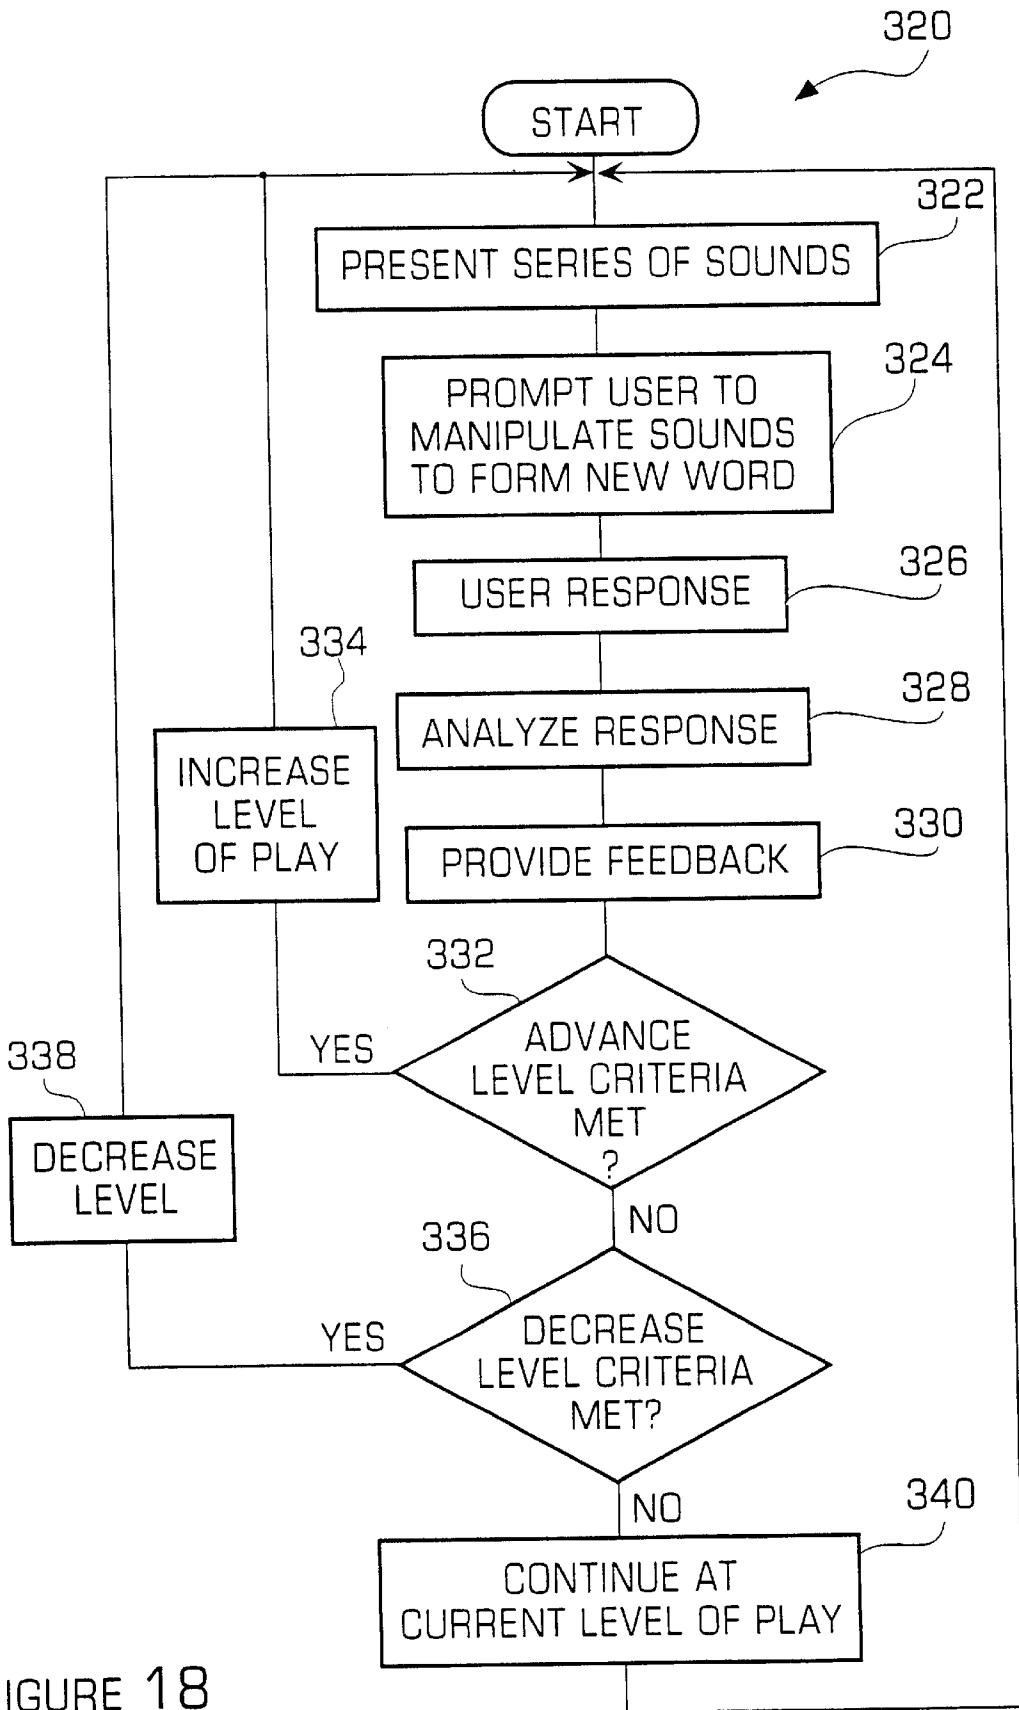 320
START
322
PRESENT SERIES OF SOUNDS
324
PROMPT USER TO
MANIPULATE SOUNDS
TO FORM NEW WORD
326
USER RESPONSE
334
328
ANALYZE RESPONSE
INCREASE
LEVEL
OF PLAY
330
PROVIDE FEEDBACK
332
YES
ADVANCE
LEVEL CRITERIA
MET
?
338
DECREASE
LEVEL
NO
336
YES
DECREASE
LEVEL CRITERIA
MET?
NO
340
CONTINUE AT
CURRENT LEVEL OF PLAY
IGURE 18